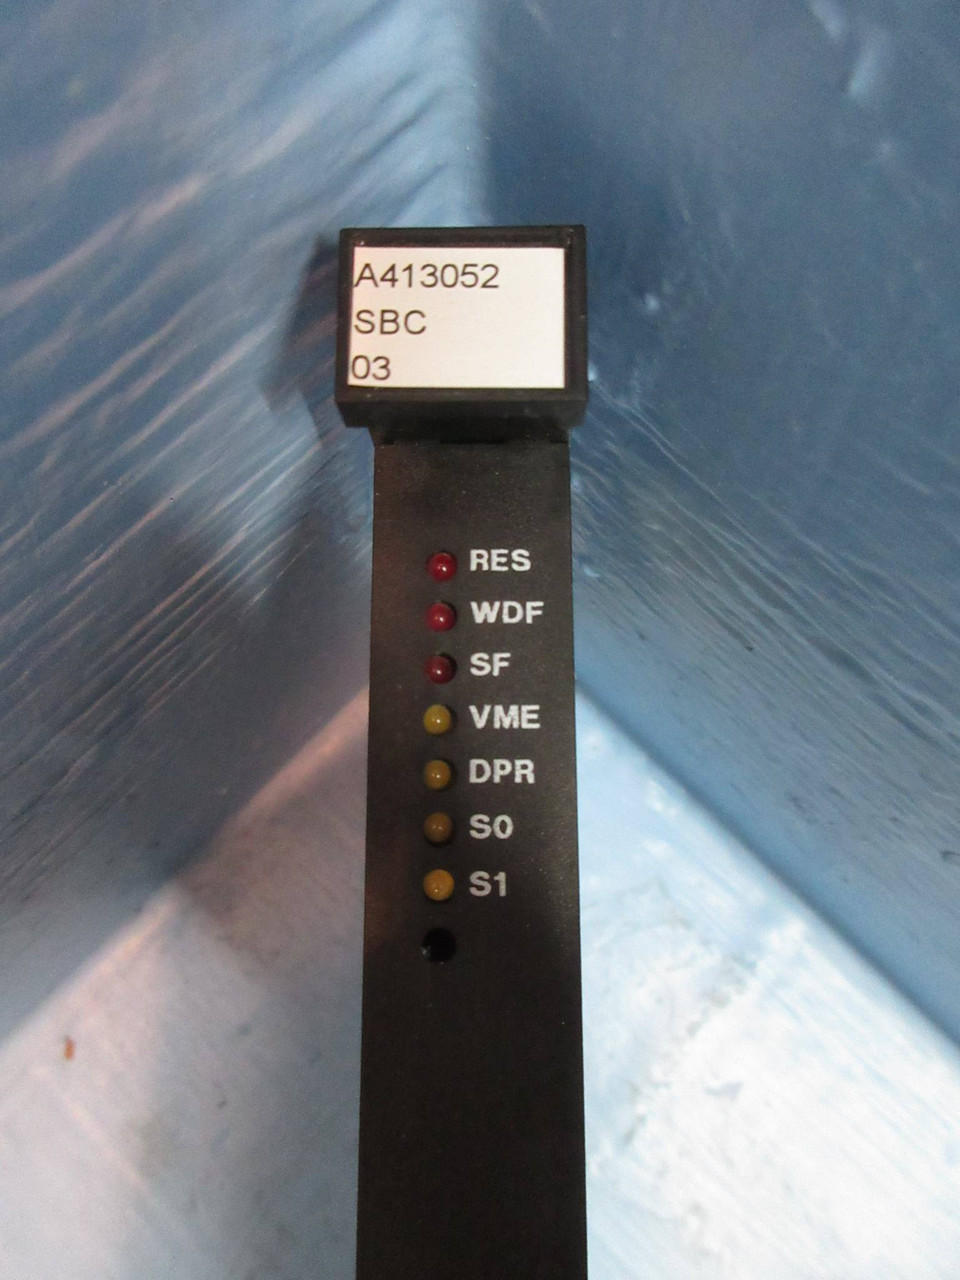 A413052
SBC
03
RES
WDF
SF
VME
DPR
S0
S1